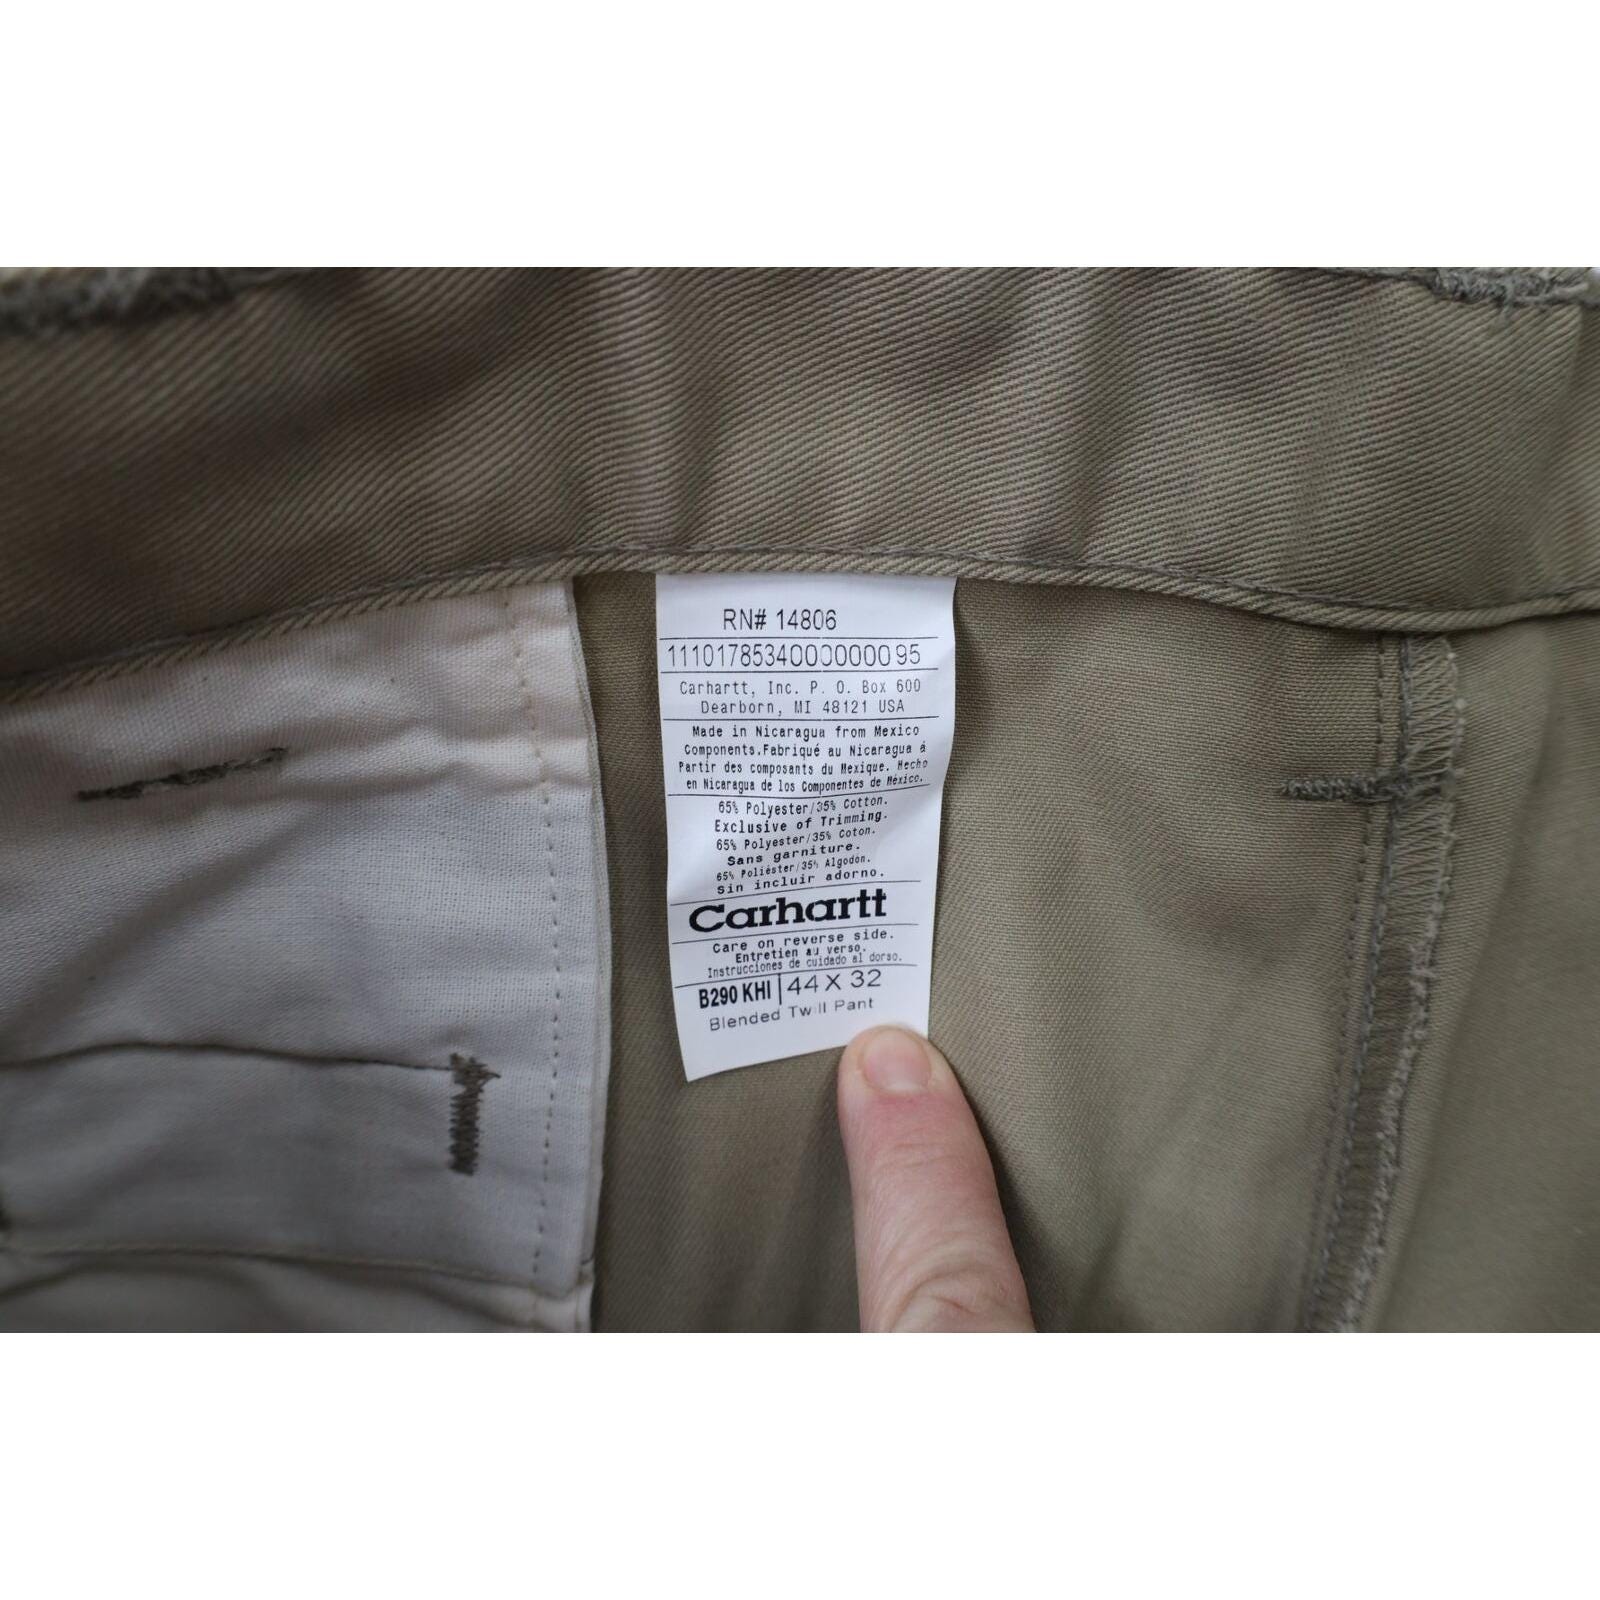 RN# 14806
11101785340000000095
Carhartt, Inc. P. O. Box 600
Dearborn, MI 48121 USA
Made in Nicaragua from Mexico
Components.Fabriqué au Nicaragua á
Partir des composants du Mexique. Hecho
en Nicaragua de los Componentes de México.
65% Polyester/35% Cotton.
Exclusive of Trimming.
65% Polyester/35% Coton.
Sans garniture.
65% Poliéster/35% Algodón.
Sin incluir adorno.
Carhartt
Care on reverse side.
Entretien au verso.
Instrucciones de cuidado al dorso.
B290 KHI 44 X 32
Blended Twill Pant